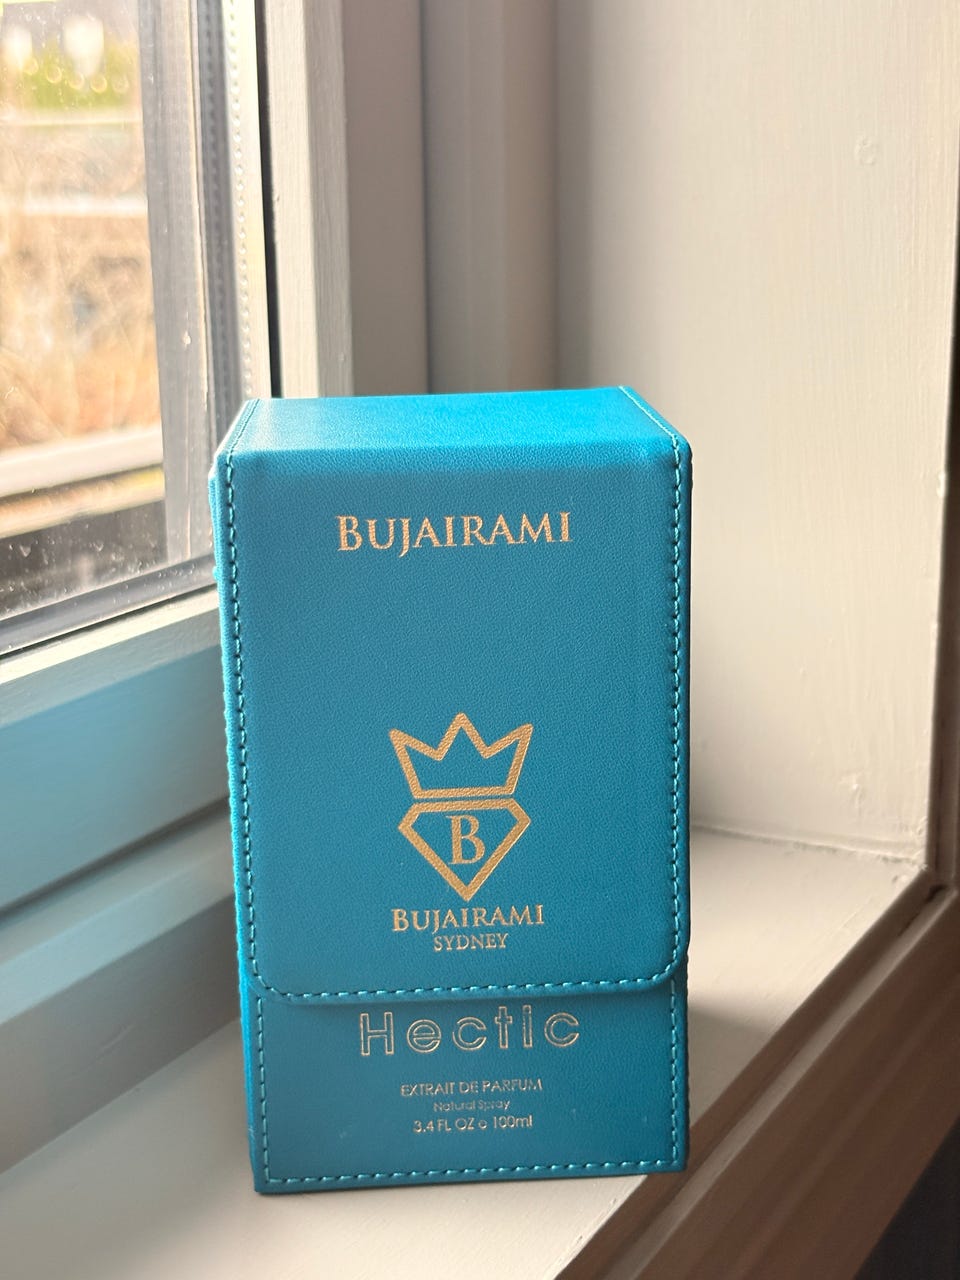 BUJAIRAMI
B
BUJAIRAMI
SYDNEY
Hectic
EXTRAIT DE PARFUM
Natural Spray
3.4 FL OZ e 100ml